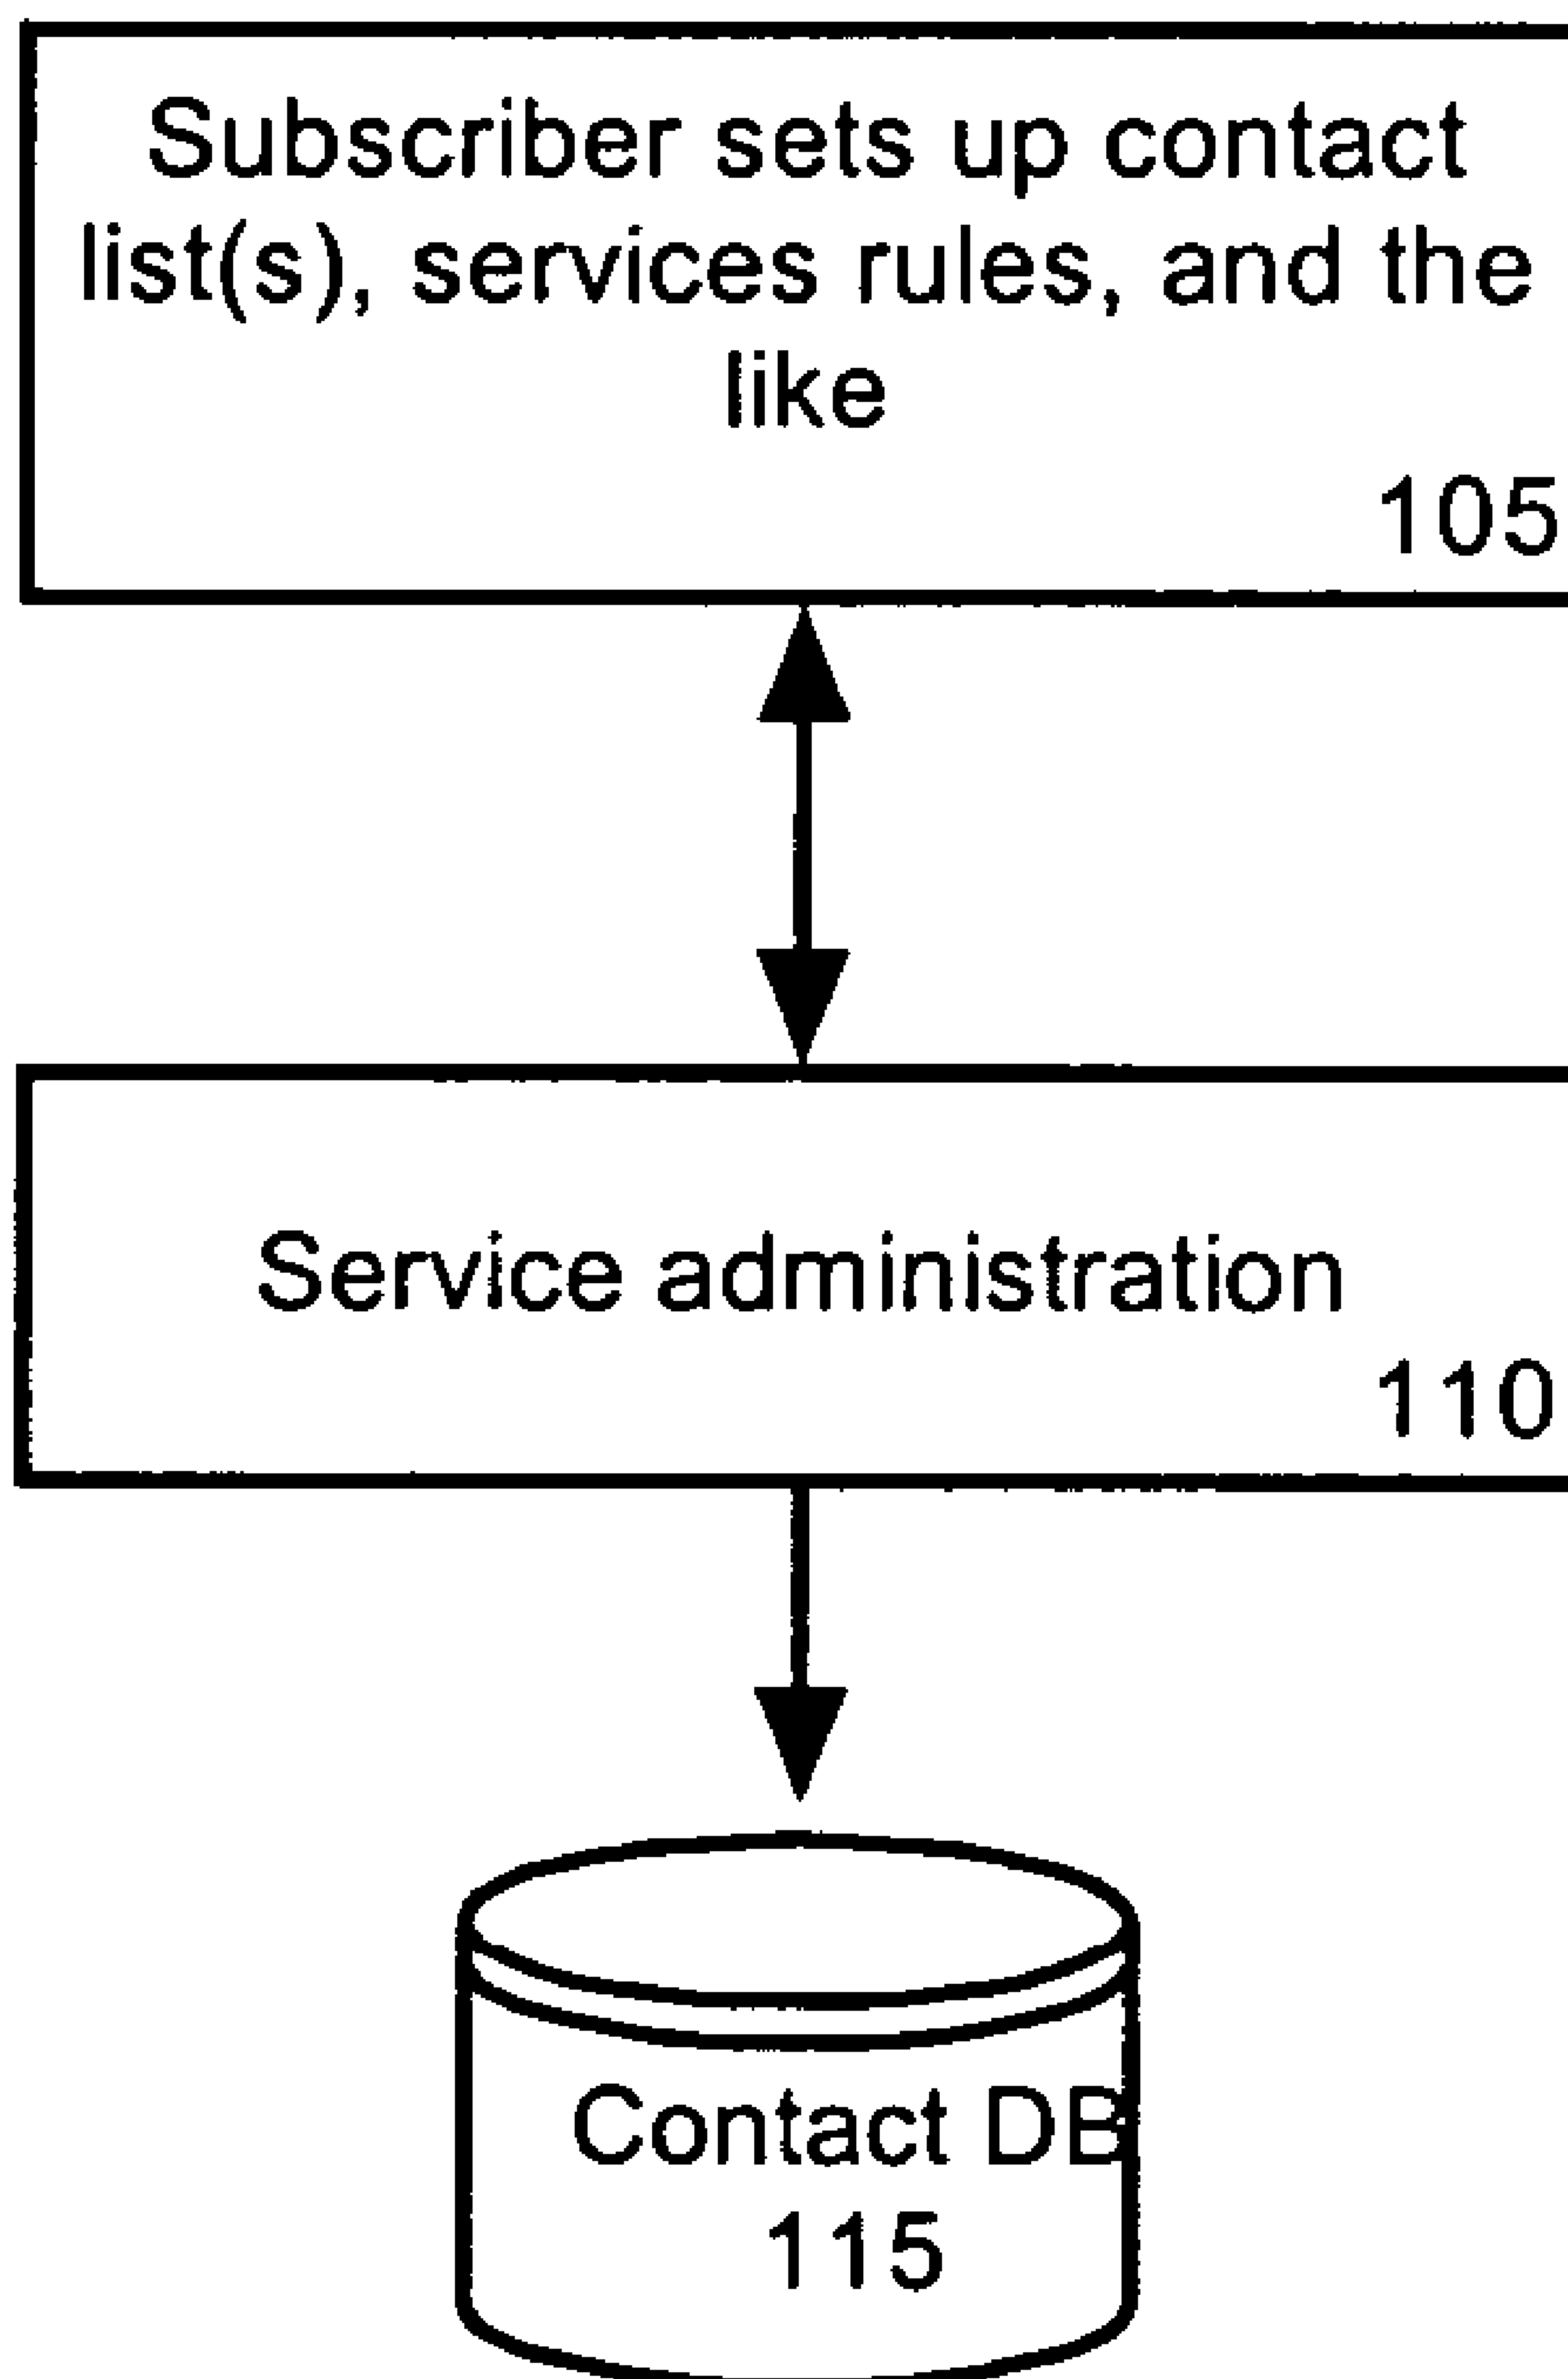 Subscriber sets up contact
list(s), services rules, and the
like
105
Service administration
110
Contact DB
115